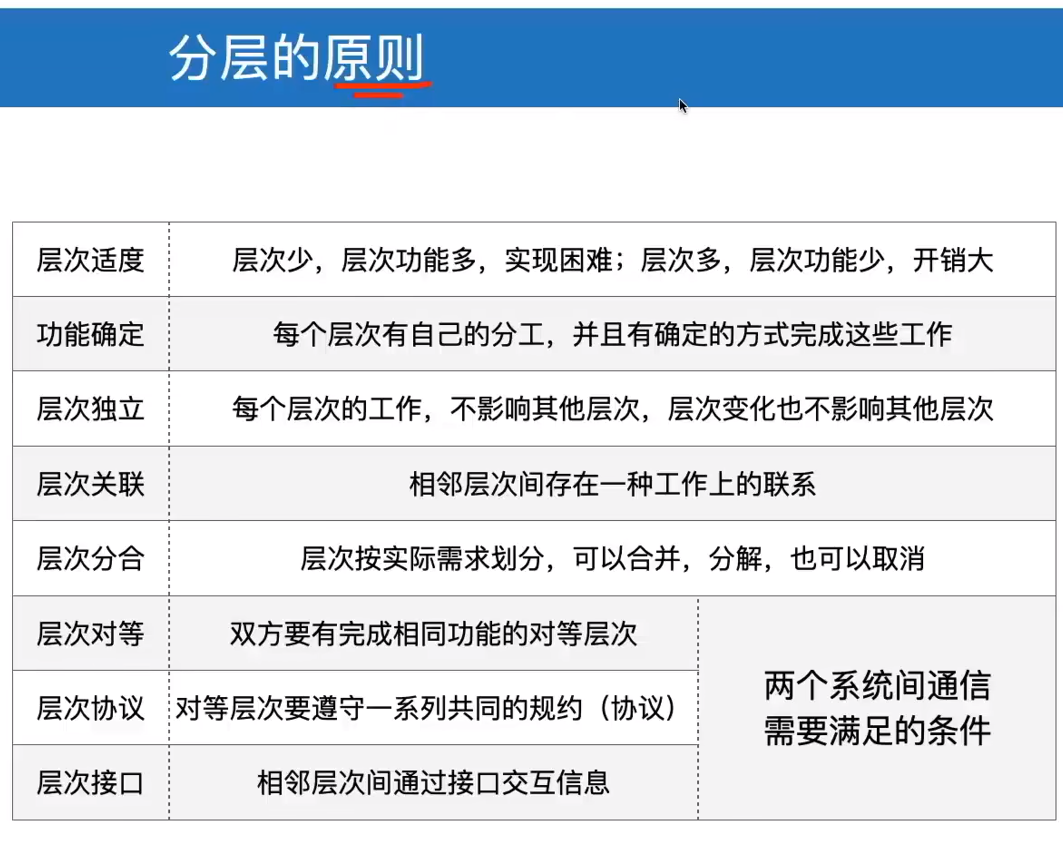 分层的原则
层次适度
层次少，层次功能多，实现困难；层次多，层次功能少，开销大
功能确定
每个层次有自己的分工，并且有确定的方式完成这些工作
层次独立
每个层次的工作，不影响其他层次，层次变化也不影响其他层次
层次关联
相邻层次间存在一种工作上的联系
层次分合
层次按实际需求划分，可以合并，分解，也可以取消
层次对等
双方要有完成相同功能的对等层次
层次协议
对等层次要遵守一系列共同的规约（协议）
层次接口
相邻层次间通过接口交互信息
两个系统间通信
需要满足的条件